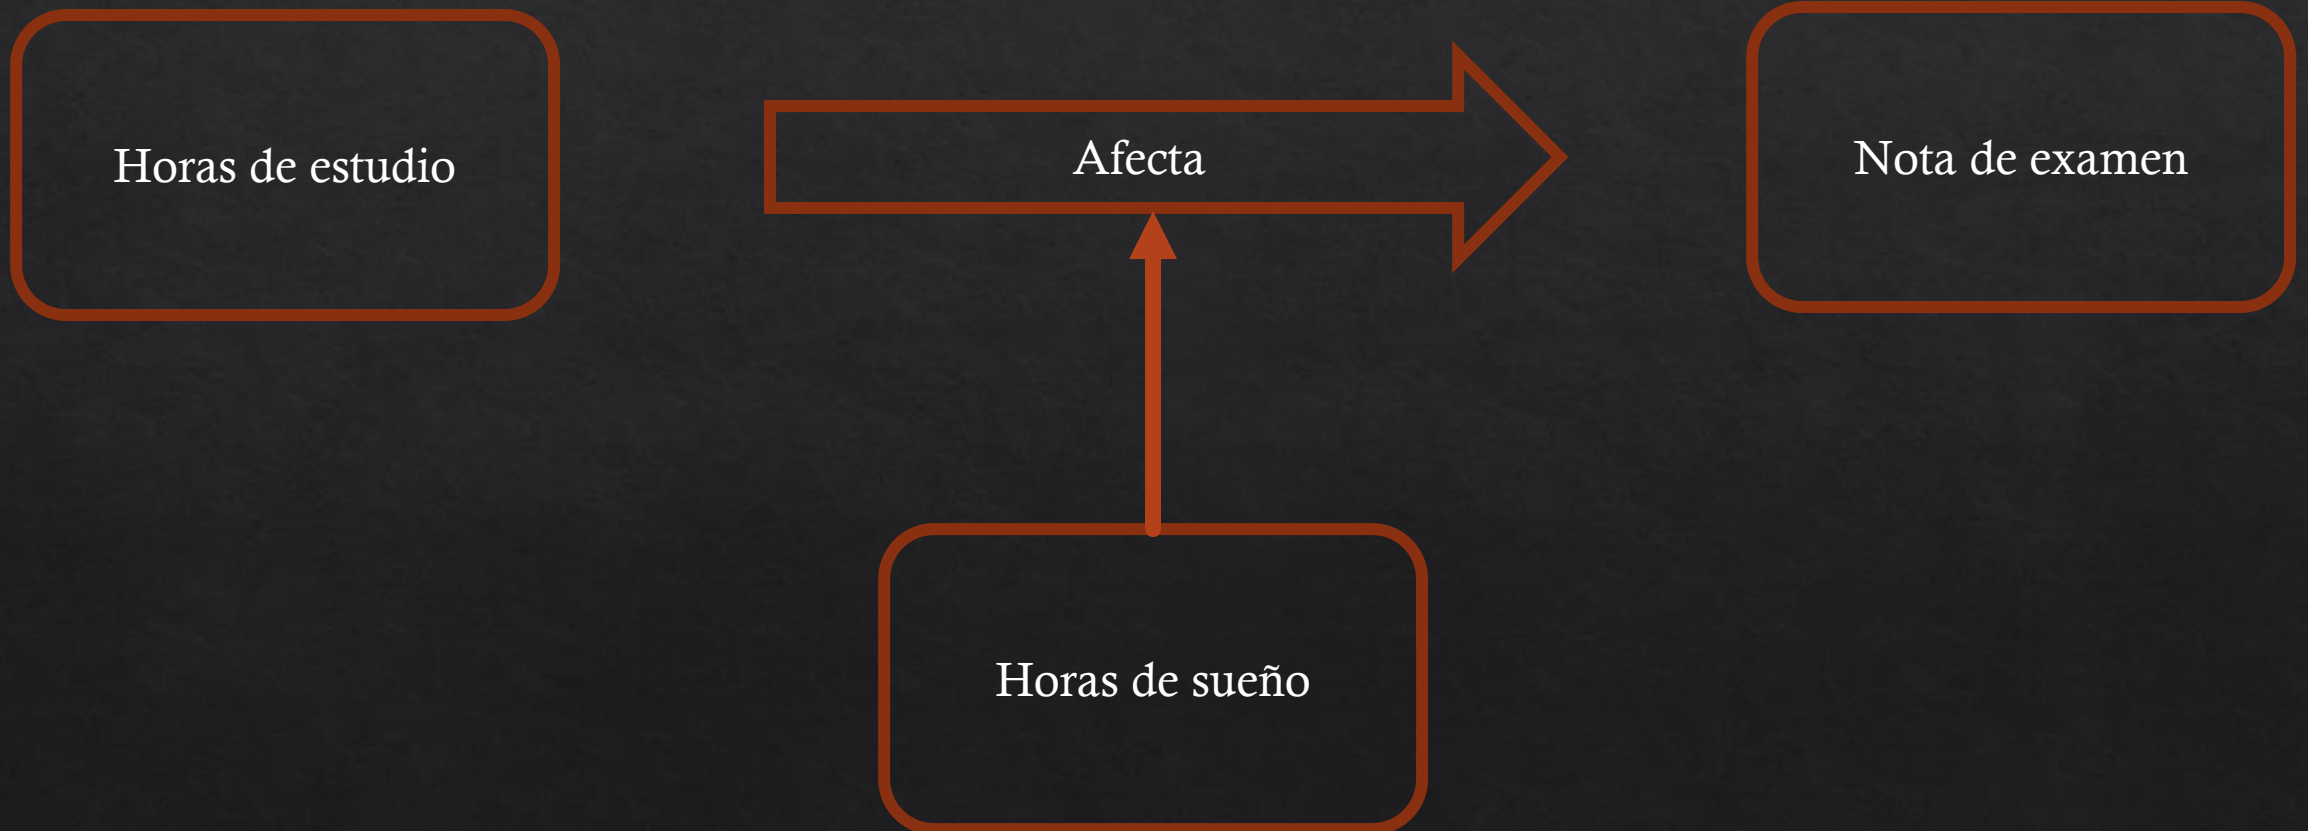 Horas de estudio
Afecta
Nota de examen
Horas de sueño